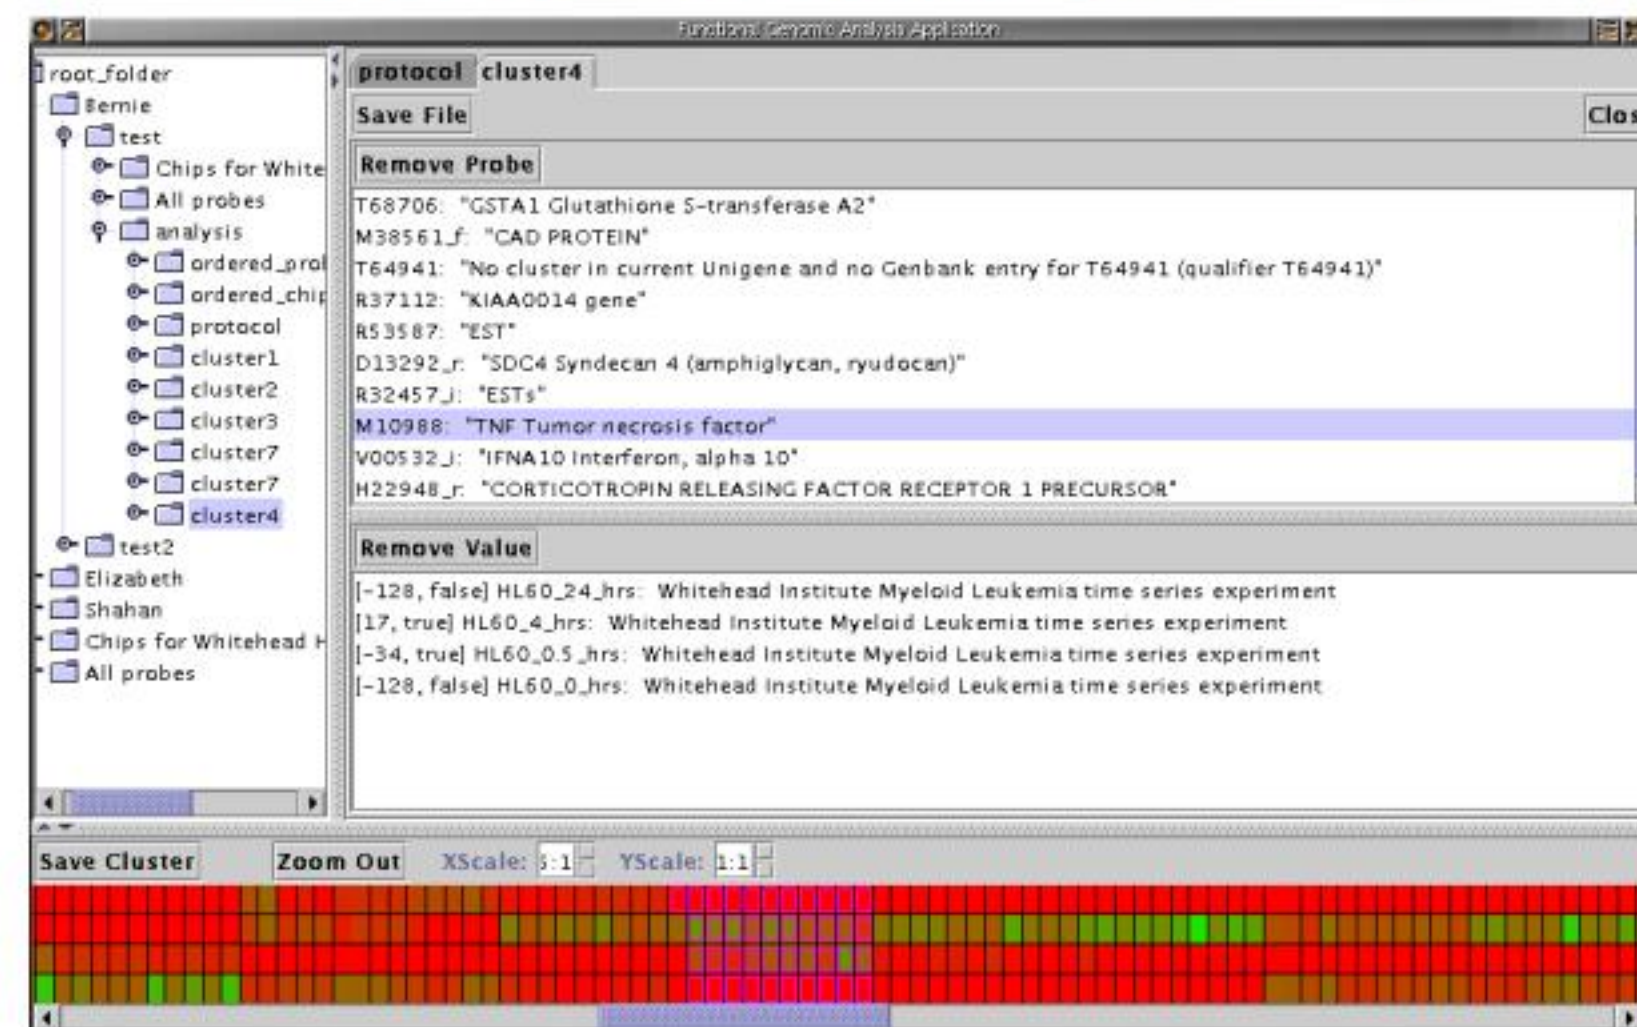 Functional Genomic Analysis Application
root_folder
Bernie
test
Chips for White
All probes
analysis
ordered_prol
ordered_chip
protocol
cluster1
cluster2
cluster3
cluster7
cluster7
cluster4
test2
Elizabeth
Shahan
Chips for Whitehead H
All probes
protocol cluster4
Save File Clos
Remove Probe
T68706: "GSTA1 Glutathione S-transferase A2"
M38561_f: "CAD PROTEIN"
T64941: "No cluster in current Unigene and no Genbank entry for T64941 (qualifier T64941)"
R37112: "KIAA0014 gene"
R53587: "EST"
D13292_r: "SDC4 Syndecan 4 (amphiglycan, ryudocan)"
R32457_i: "ESTs"
M10988: "TNF Tumor necrosis factor"
V00532_i: "IFNA10 Interferon, alpha 10"
H22948_r: "CORTICOTROPIN RELEASING FACTOR RECEPTOR 1 PRECURSOR"
Remove Value
[-128, false] HL60_24_hrs: Whitehead Institute Myeloid Leukemia time series experiment
[17, true] HL60_4_hrs: Whitehead Institute Myeloid Leukemia time series experiment
[-34, true] HL60_0.5_hrs: Whitehead Institute Myeloid Leukemia time series experiment
[-128, false] HL60_0_hrs: Whitehead Institute Myeloid Leukemia time series experiment
Save Cluster Zoom Out XScale: 5:1 YScale: 1:1